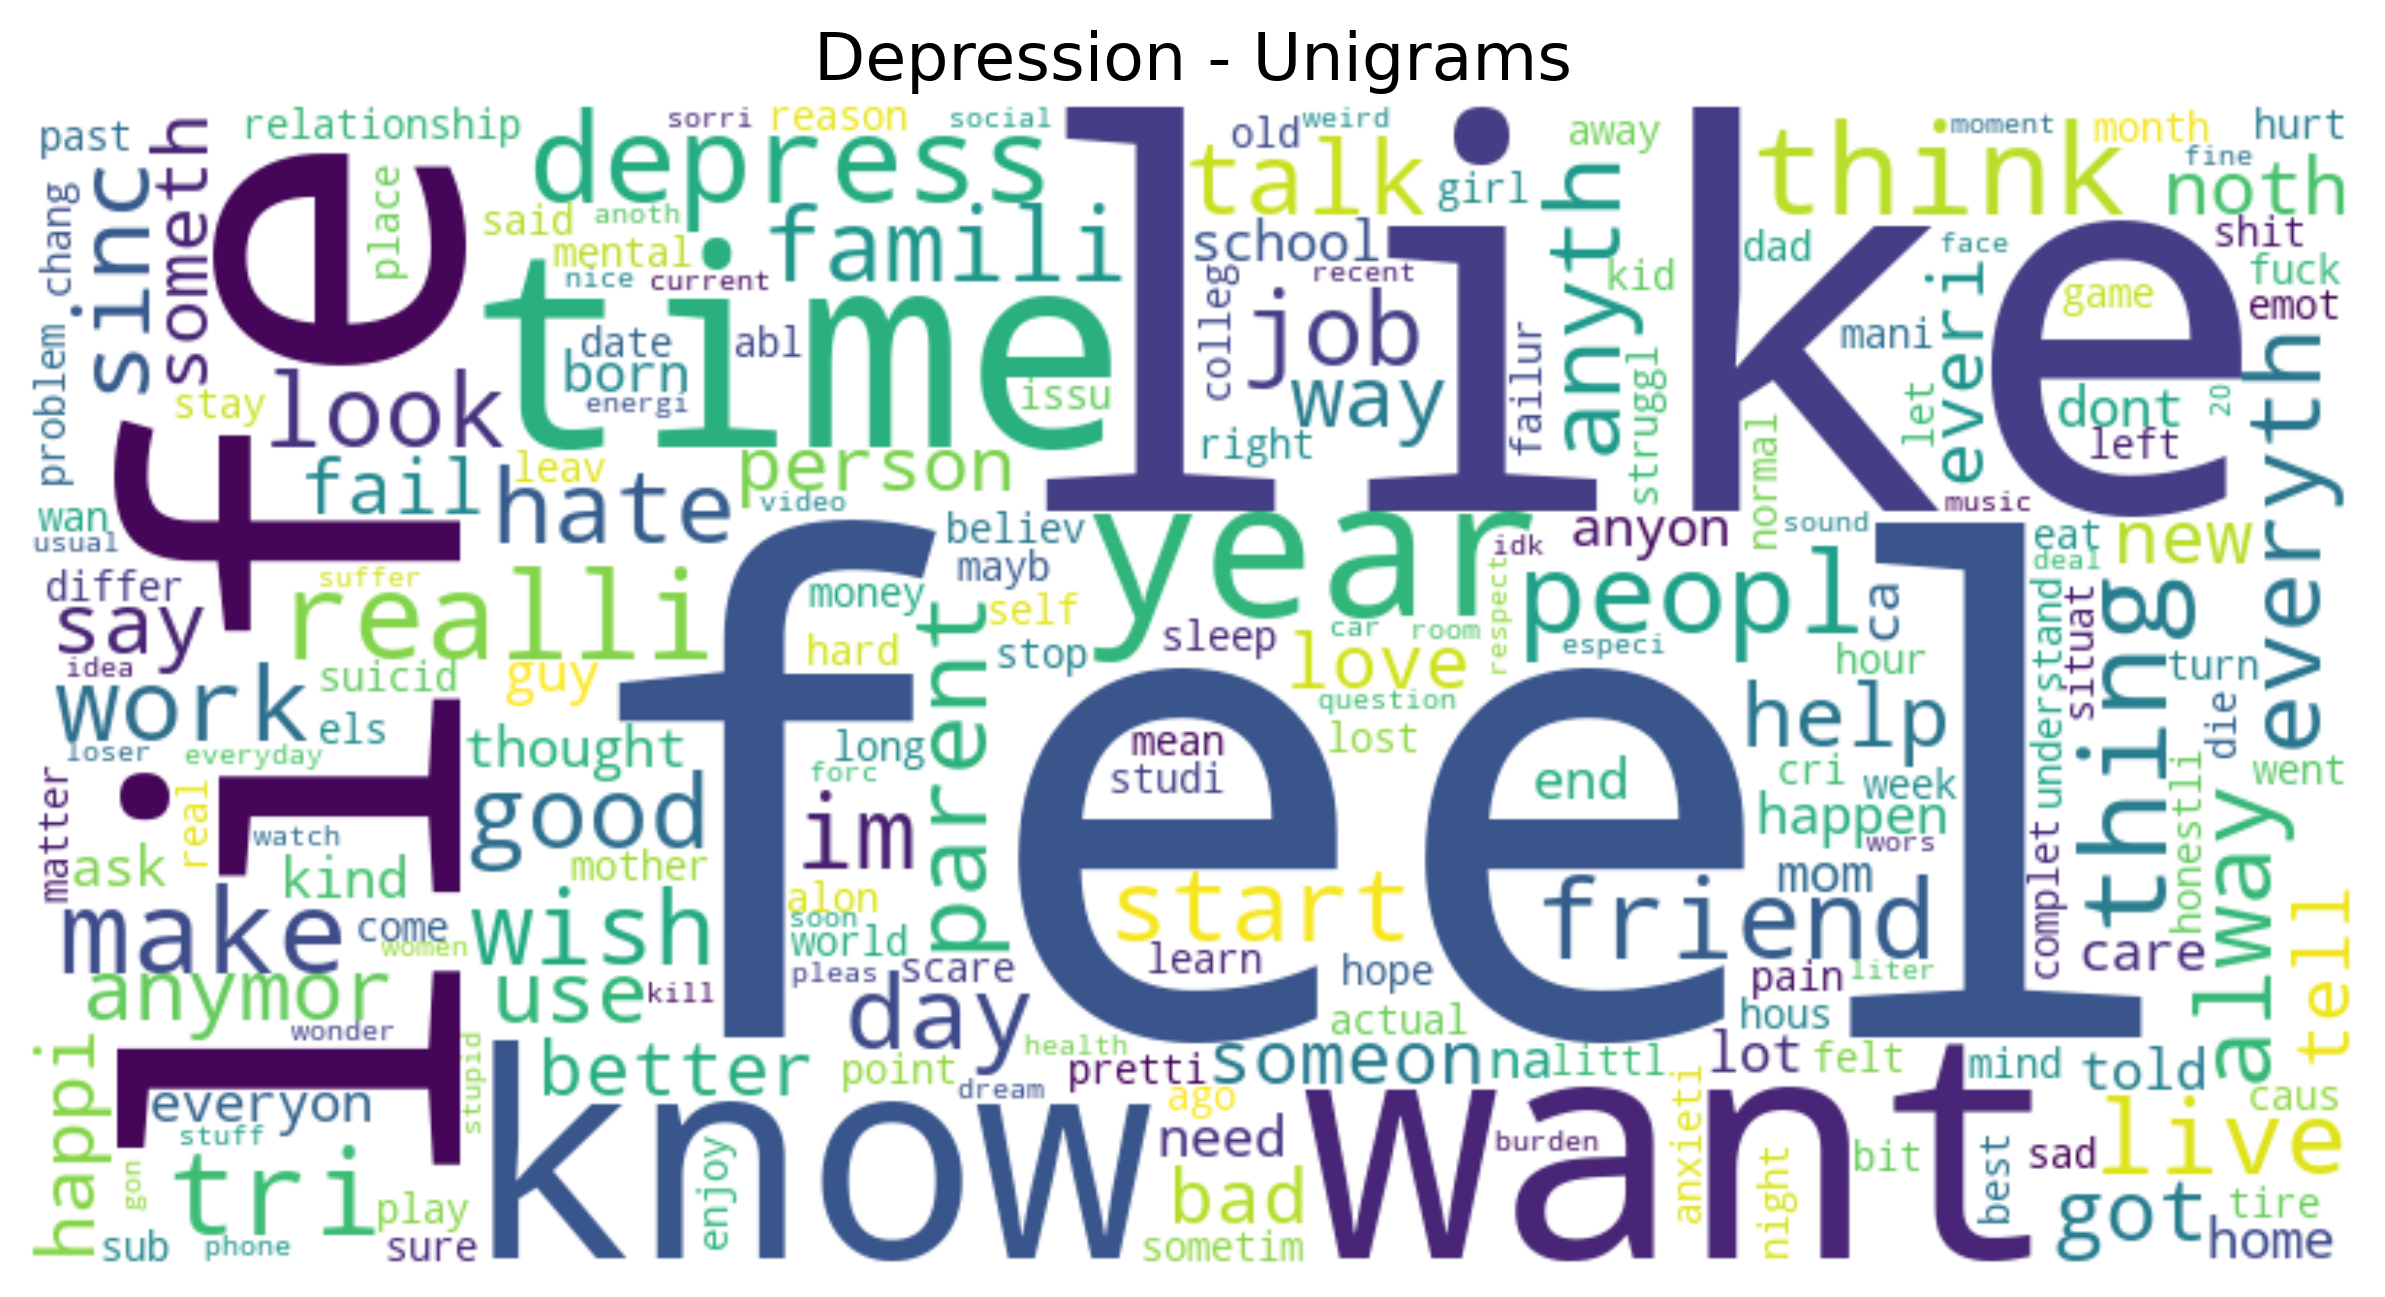 Depression - Unigrams
past
relationship
sorri
reason
social
like
old
weird
away
moment
month
hurt
sinc
someth
life
place
depress
talk
girl
anyth
think
fine
noth
chang
said
anoth
mental
famili
school
dad
face
everi
shit
fuck
nice
current
time
colleg
recent
job
kid
game
emot
problem
date
abl
born
energi
issu
way
failur
mani
let
dont
20
everyth
stay
look
right
struggl
normal
left
fail
leav
hate
person
video
music
wan
usual
believ
year
idk
anyon
sound
eat
new
deal
differ
suffer
realli
feel
mayb
money
self
respect
peopl
ca
say
idea
parent
sleep
car
room
love
especi
hour
understand
situat
thing
turn
work
suicid
guy
hard
stop
question
help
die
els
loser
everyday
thought
long
mean
lost
studi
forc
end
cri
week
happen
wors
honestli
went
matter
real
watch
good
im
ask
kind
mother
alon
start
mom
friend
complet
alway
tell
make
come
women
wish
soon
world
pleas
scare
learn
hope
pain
liter
care
anymor
use
kill
day
actual
hous
wonder
stupid
happi
better
point
health
dream
pretti
someon
na
littl
lot
felt
mind
told
everyon
know
ago
need
want
burden
anxieti
caus
live
stuff
gon
tri
play
enjoy
bad
night
bit
best
sad
got
tire
sub
phone
sure
sometim
home